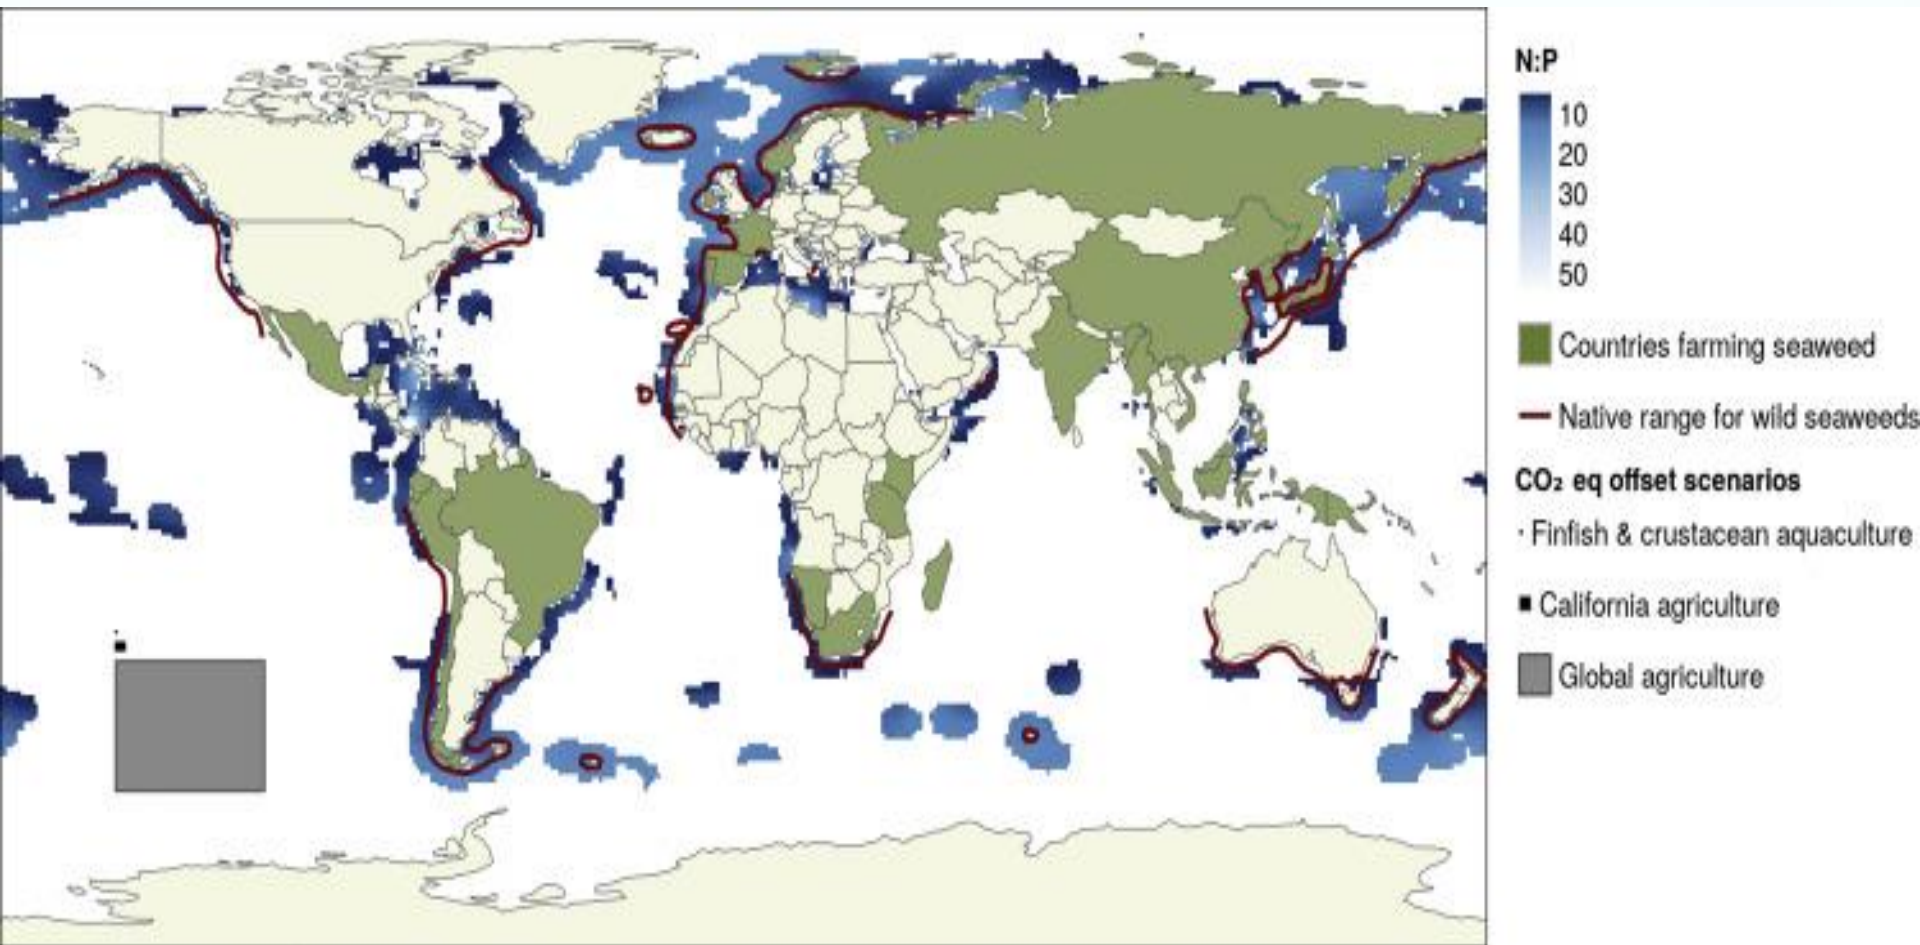 N:P
10
20
30
40
50
Countries farming seaweed
Native range for wild seaweeds
CO₂ eq offset scenarios
Finfish & crustacean aquaculture
California agriculture
Global agriculture